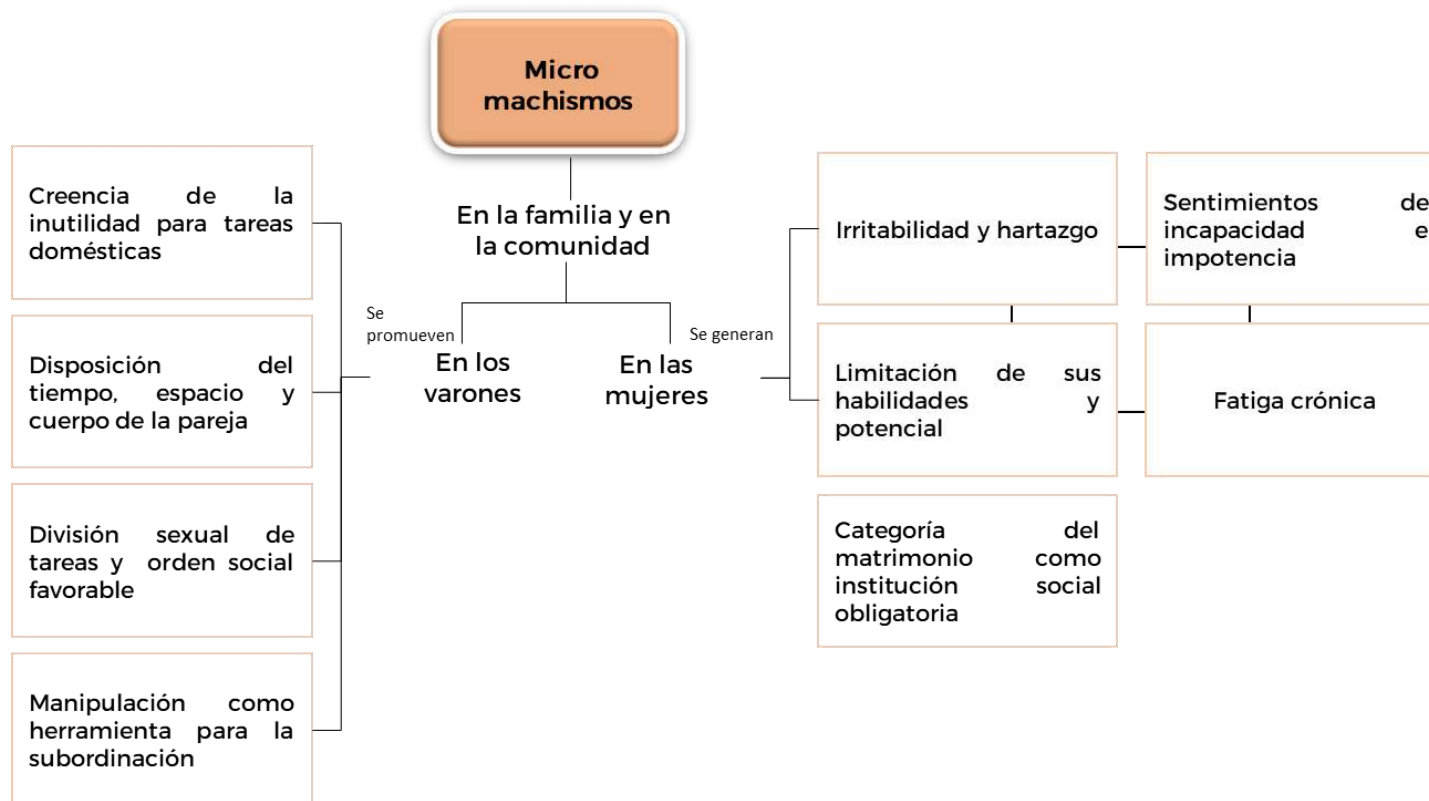 Micro
machismos
En la familia y en
la comunidad
Se
promueven
En los
varones
Se generan
En las
mujeres
Creencia de la
inutilidad para tareas
domésticas
Disposición del
tiempo, espacio y
cuerpo de la pareja
División sexual de
tareas y orden social
favorable
Manipulación como
herramienta para la
subordinación
Irritabilidad y hartazgo
Sentimientos de
incapacidad e
impotencia
Limitación de sus
habilidades y
potencial
Fatiga crónica
Categoría del
matrimonio como
institución social
obligatoria